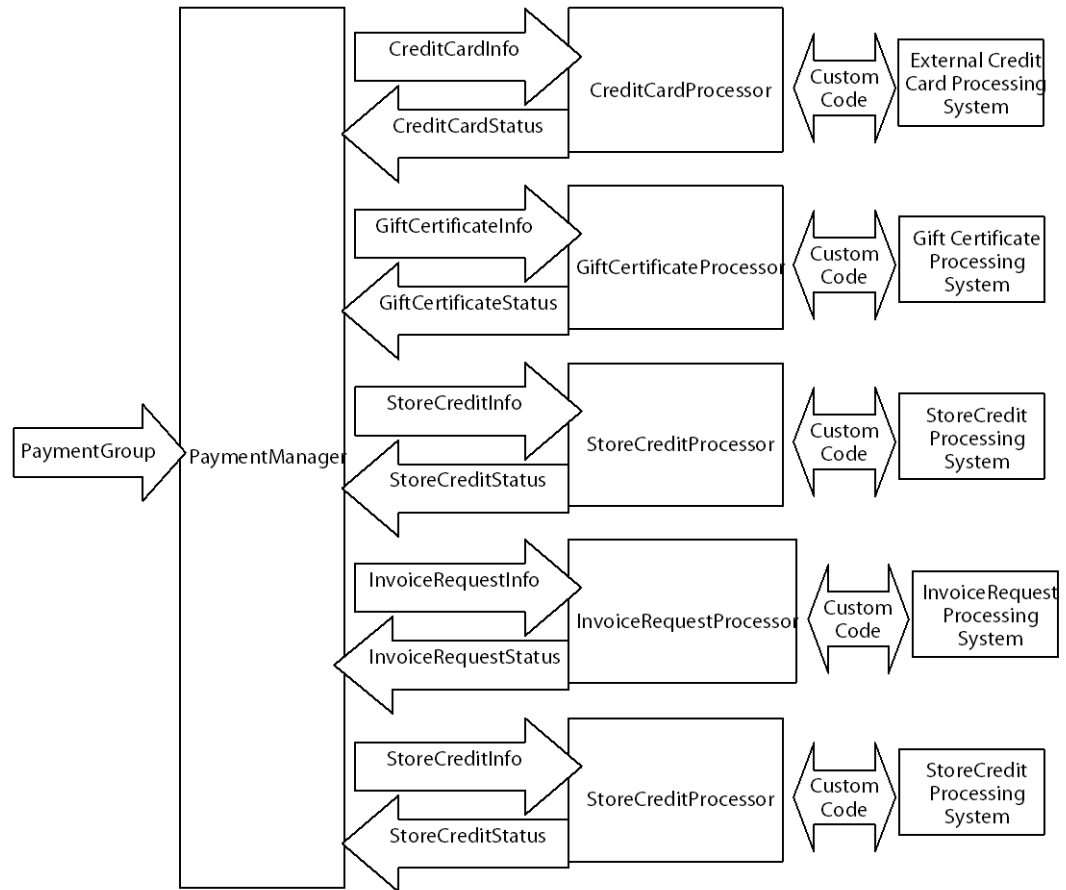 CreditCardInfo
CreditCardStatus
CreditCardProcessor
Custom
Code
External Credit
Card Processing
System
GiftCertificateInfo
GiftCertificateStatus
GiftCertificateProcessor
Custom
Code
Gift Certificate
Processing
System
PaymentGroup
PaymentManager
StoreCreditInfo
StoreCreditStatus
StoreCreditProcessor
Custom
Code
StoreCredit
Processing
System
InvoiceRequestInfo
InvoiceRequestStatus
InvoiceRequestProcessor
Custom
Code
InvoiceRequest
Processing
System
StoreCreditInfo
StoreCreditStatus
StoreCreditProcessor
Custom
Code
StoreCredit
Processing
System